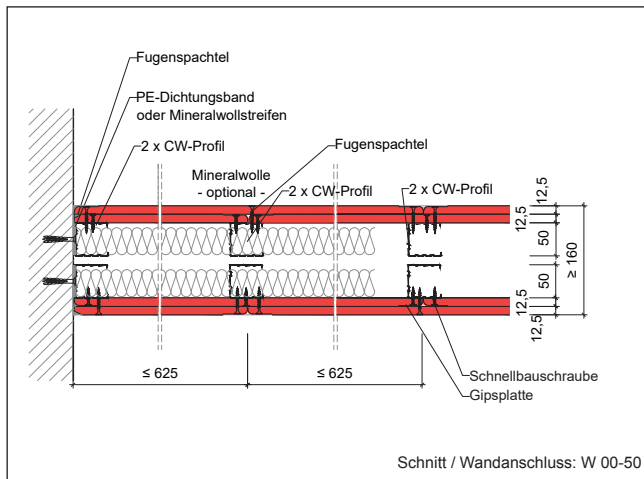 Fugenspachtel
PE-Dichtungsband
oder Mineralwollstreifen
2 x CW-Profil
Fugenspachtel
Mineralwolle
- optional -
2 x CW-Profil
2 x CW-Profil
12,5
12,5
50
≥ 160
50
12,5
12,5
≤ 625
≤ 625
Schnellbauschraube
Gipsplatte
Schnitt / Wandanschluss: W 00-50